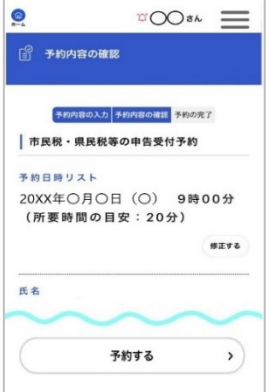 ◯◯さん
ホーム
予約内容の確認
予約内容の入力 予約内容の確認 予約の完了
市民税・県民税等の申告受付予約
予約日時リスト
20XX年〇月〇日（〇） 9時00分
（所要時間の目安：20分）
修正する
氏名
予約する